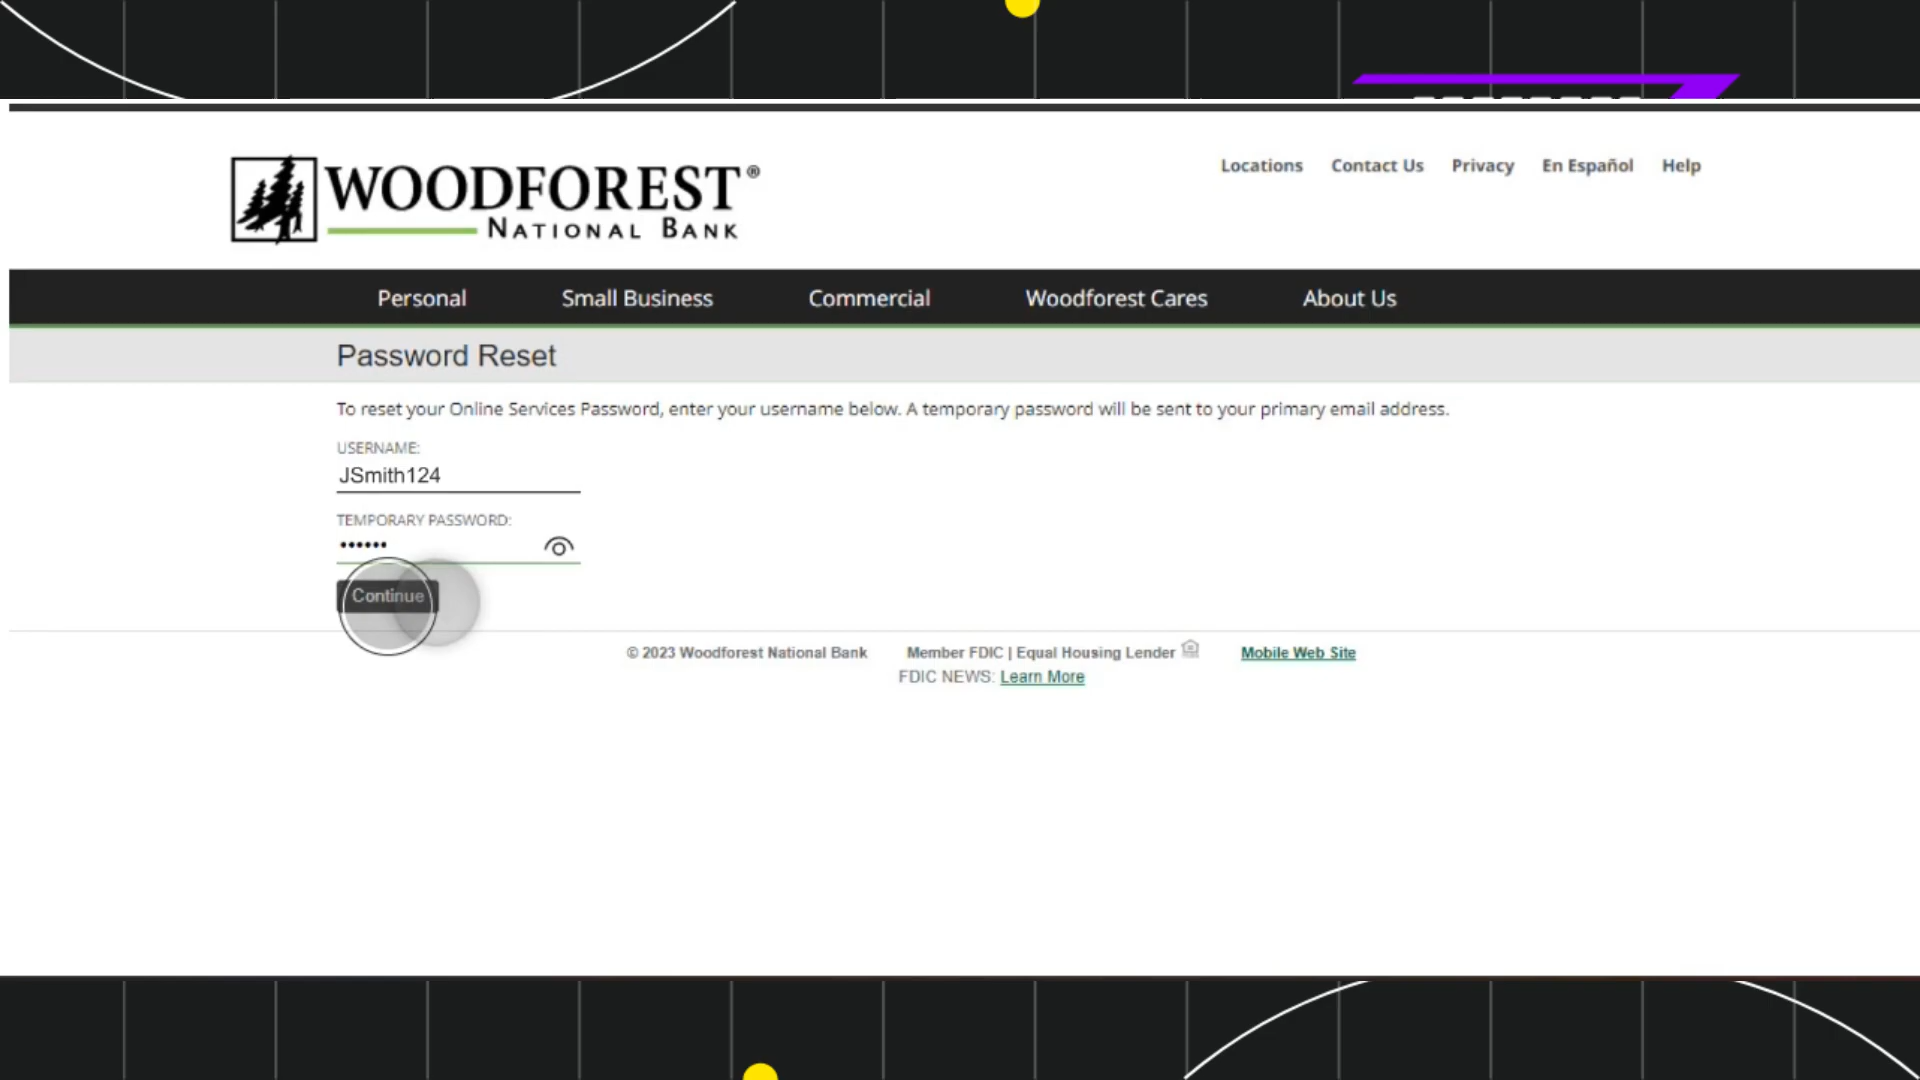 WOODFOREST®
NATIONAL BANK
Locations Contact Us Privacy En Español Help
Personal Small Business Commercial Woodforest Cares About Us
Password Reset
To reset your Online Services Password, enter your username below. A temporary password will be sent to your primary email address.
USERNAME:
JSmith124
TEMPORARY PASSWORD:
••••••
Continue
© 2023 Woodforest National Bank Member FDIC | Equal Housing Lender Mobile Web Site
FDIC NEWS: Learn More